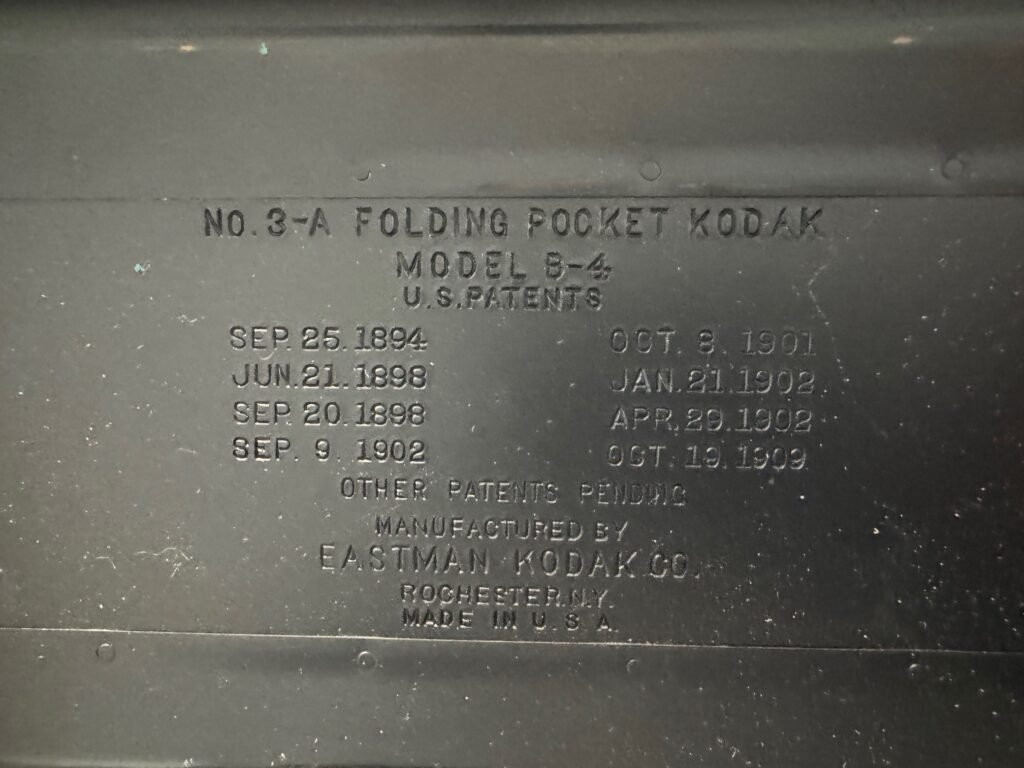 NO. 3-A FOLDING POCKET KODAK
MODEL B-4
U.S. PATENTS
SEP. 25. 1894 OCT. 8. 1901
JUN. 21. 1898 JAN. 21. 1902
SEP. 20. 1898 APR. 29. 1902
SEP. 9. 1902 OCT. 19. 1909
OTHER PATENTS PENDING
MANUFACTURED BY
EASTMAN KODAK CO.
ROCHESTER. N.Y.
MADE IN U.S.A.